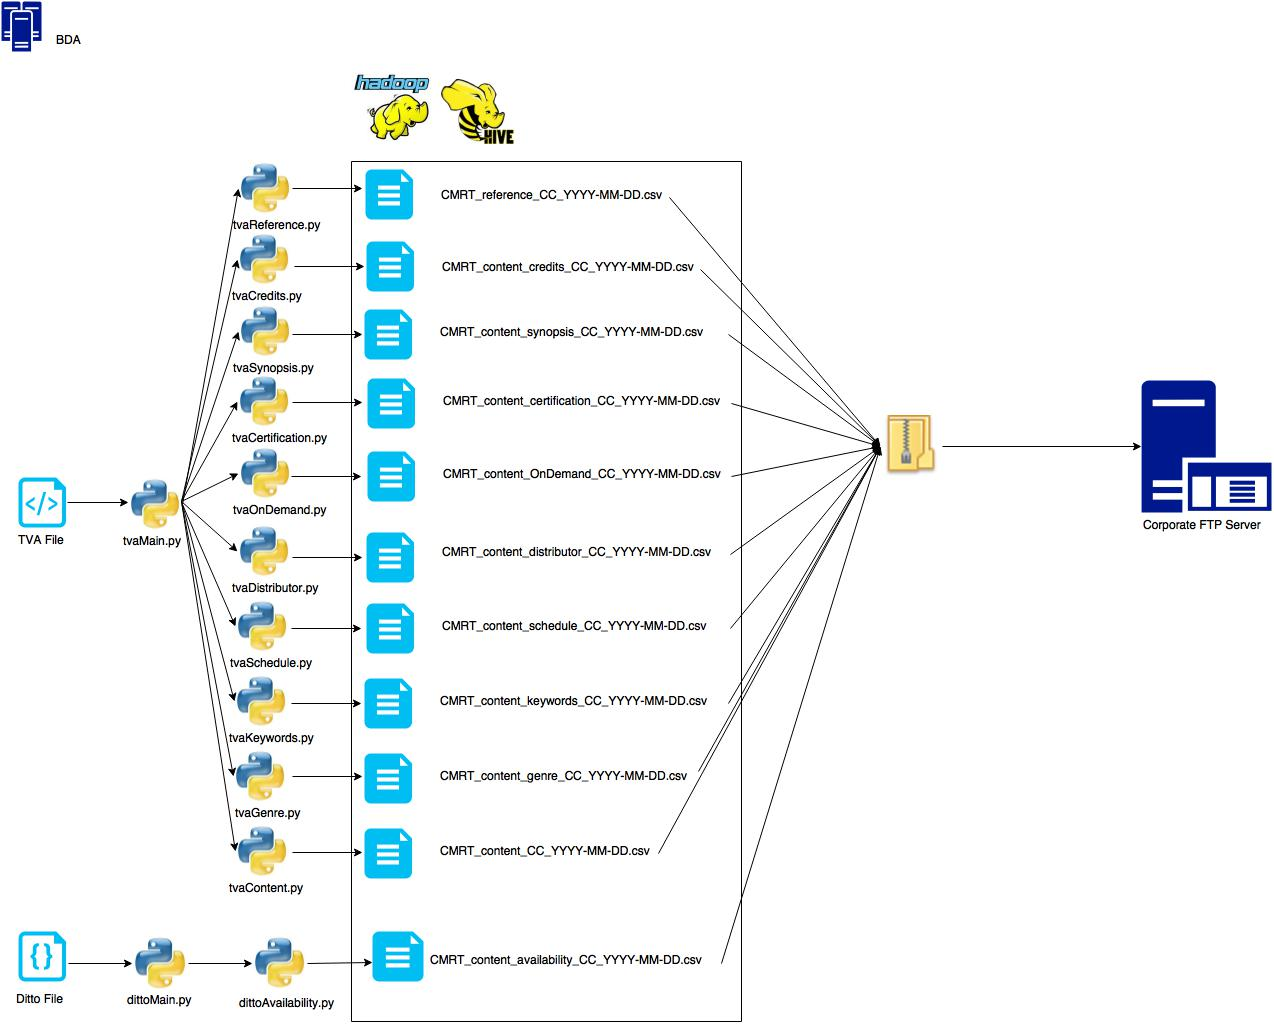 BDA
hadoop
HIVE
CMRT_reference_CC_YYYY-MM-DD.csv
tvaReference.py
CMRT_content_credits_CC_YYYY-MM-DD.csv
tvaCredits.py
CMRT_content_synopsis_CC_YYYY-MM-DD.csv
tvaSynopsis.py
CMRT_content_certification_CC_YYYY-MM-DD.csv
tvaCertification.py
CMRT_content_OnDemand_CC_YYYY-MM-DD.csv
tvaOnDemand.py
</>
TVA File
tvaMain.py
Corporate FTP Server
CMRT_content_distributor_CC_YYYY-MM-DD.csv
tvaDistributor.py
CMRT_content_schedule_CC_YYYY-MM-DD.csv
tvaSchedule.py
CMRT_content_keywords_CC_YYYY-MM-DD.csv
tvaKeywords.py
CMRT_content_genre_CC_YYYY-MM-DD.csv
tvaGenre.py
CMRT_content_CC_YYYY-MM-DD.csv
tvaContent.py
{}
CMRT_content_availability_CC_YYYY-MM-DD.csv
Ditto File
dittoMain.py
dittoAvailability.py